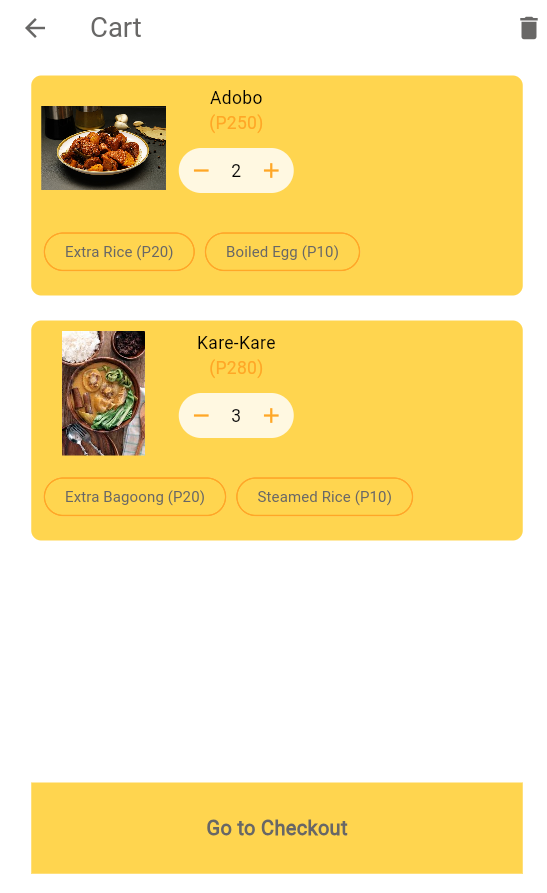 Cart
Adobo
(P250)
2
Extra Rice (P20) Boiled Egg (P10)
Kare-Kare
(P280)
3
Extra Bagoong (P20) Steamed Rice (P10)
Go to Checkout